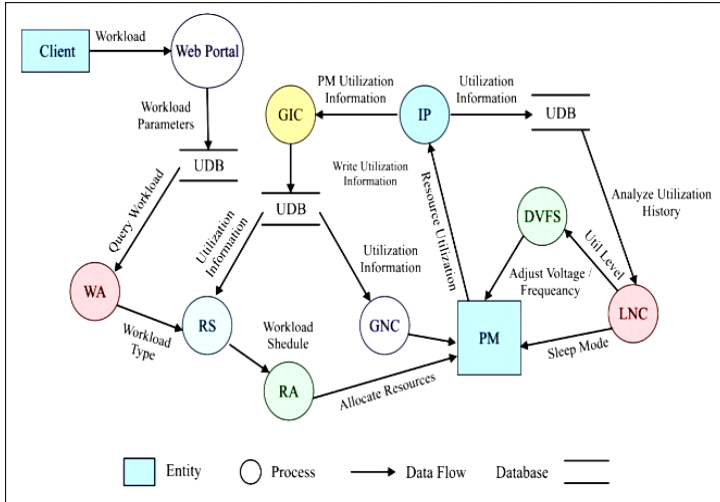 Client
Workload
Web Portal
Workload
Parameters
UDB
Query Workload
WA
Workload
Type
GIC
PM Utilization
Information
IP
Utilization
Information
UDB
Write Utilization
Information
UDB
Utilization
Information
Utilization
Information
Resource Utilization
Analyze Utilization
History
DVFS
Util Level
Adjust Voltage /
Frequeancy
LNC
Sleep Mode
RS
Workload
Shedule
GNC
PM
RA
Allocate Resources
Entity
Process
Data Flow
Database